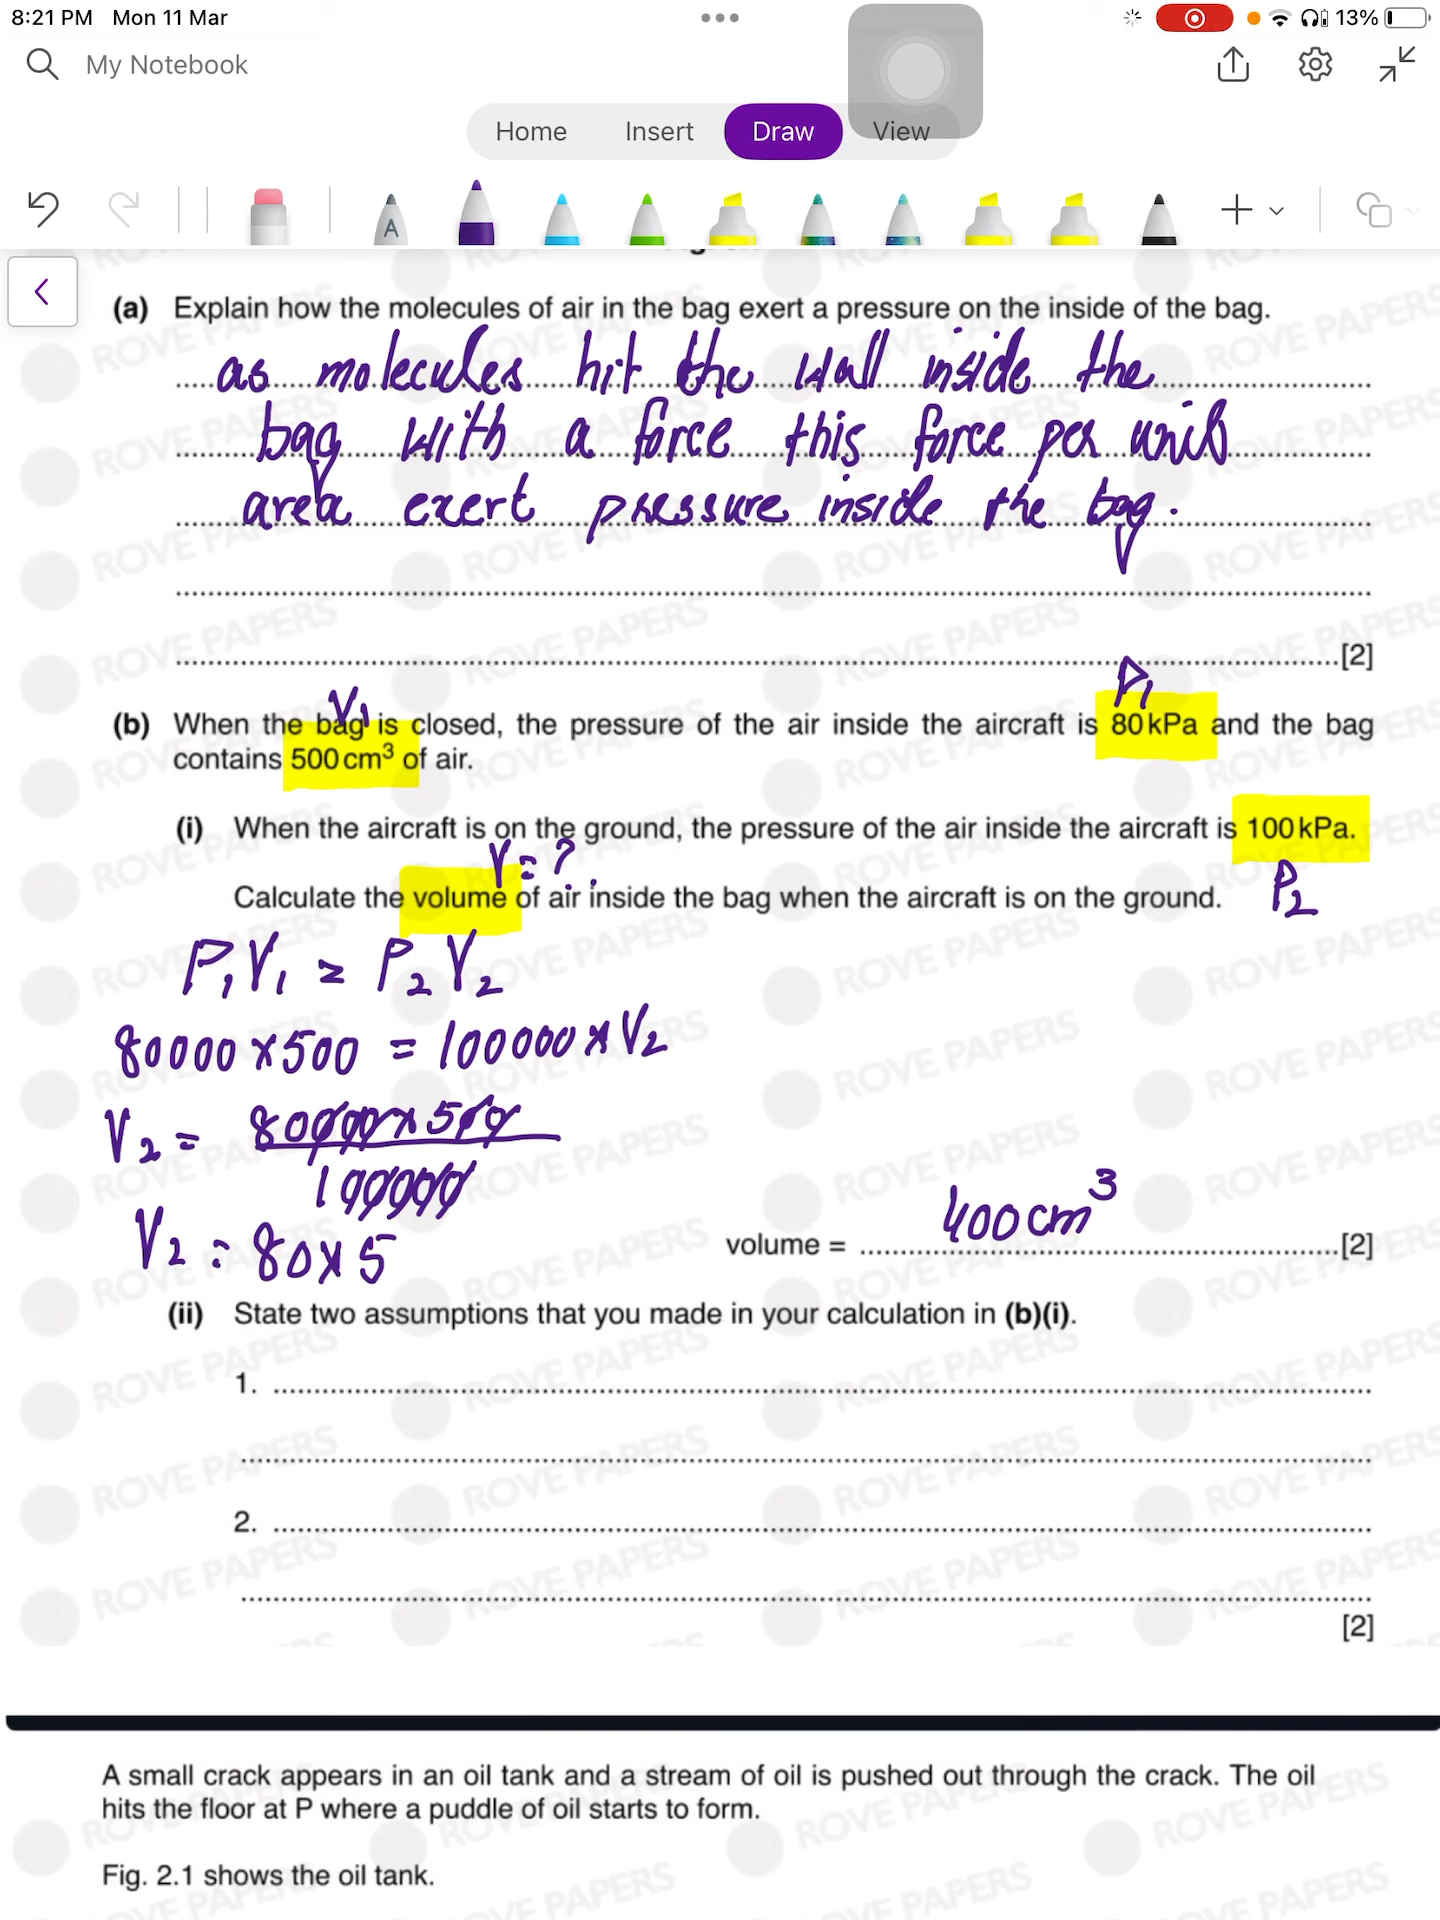 8:21 PM Mon 11 Mar
13%
My Notebook
Home Insert Draw View
A
(a) Explain how the molecules of air in the bag exert a pressure on the inside of the bag.
as molecules hit the wall inside the
bag with a force this force per unit
area exert pressure inside the bag.
[2]
P₁
V₁
(b) When the bag is closed, the pressure of the air inside the aircraft is 80 kPa and the bag
contains 500 cm³ of air.
(i) When the aircraft is on the ground, the pressure of the air inside the aircraft is 100 kPa.
V = ?
P₂
Calculate the volume of air inside the bag when the aircraft is on the ground.
P₁V₁ = P₂V₂
80000 x 500 = 100000 x V₂
V₂ = 80000 x 500
100000
V₂ = 80 x 5
volume = 400 cm³ [2]
(ii) State two assumptions that you made in your calculation in (b)(i).
1.
2.
[2]
A small crack appears in an oil tank and a stream of oil is pushed out through the crack. The oil
hits the floor at P where a puddle of oil starts to form.
Fig. 2.1 shows the oil tank.
ROVE PAPERS